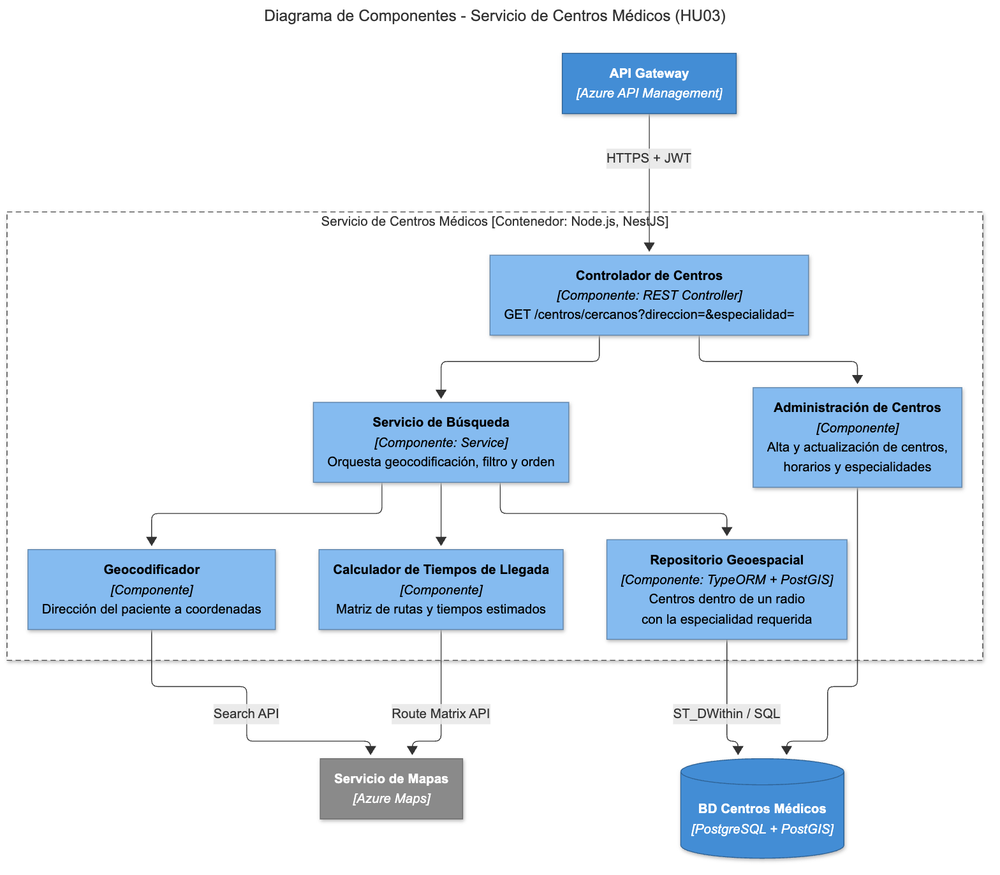 Diagrama de Componentes - Servicio de Centros Médicos (HU03)
API Gateway
[Azure API Management]
HTTPS + JWT
Servicio de Centros Médicos [Contenedor: Node.js, NestJS]
Controlador de Centros
[Componente: REST Controller]
GET /centros/cercanos?direccion=&especialidad=
Servicio de Búsqueda
[Componente: Service]
Orquesta geocodificación, filtro y orden
Administración de Centros
[Componente]
Alta y actualización de centros,
horarios y especialidades
Geocodificador
[Componente]
Dirección del paciente a coordenadas
Calculador de Tiempos de Llegada
[Componente]
Matriz de rutas y tiempos estimados
Repositorio Geoespacial
[Componente: TypeORM + PostGIS]
Centros dentro de un radio
con la especialidad requerida
Search API
Route Matrix API
ST_DWithin / SQL
Servicio de Mapas
[Azure Maps]
BD Centros Médicos
[PostgreSQL + PostGIS]